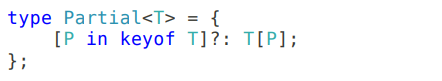 type Partial<T> = {
    [P in keyof T]?: T[P];
};